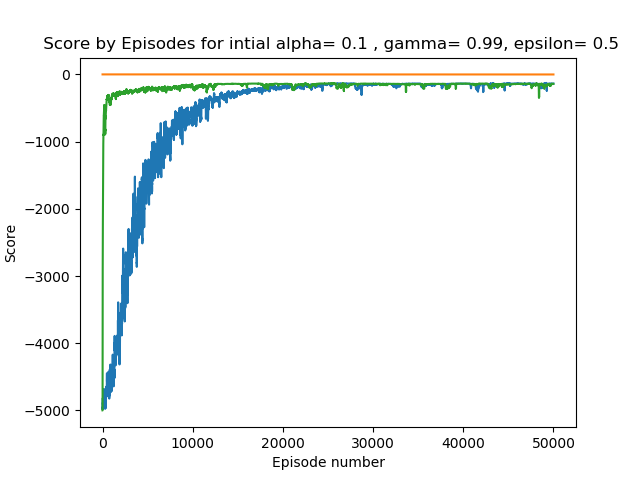 Score by Episodes for intial alpha= 0.1 , gamma= 0.99, epsilon= 0.5
0
−1000
−2000
−3000
−4000
−5000
Score
0 10000 20000 30000 40000 50000
Episode number